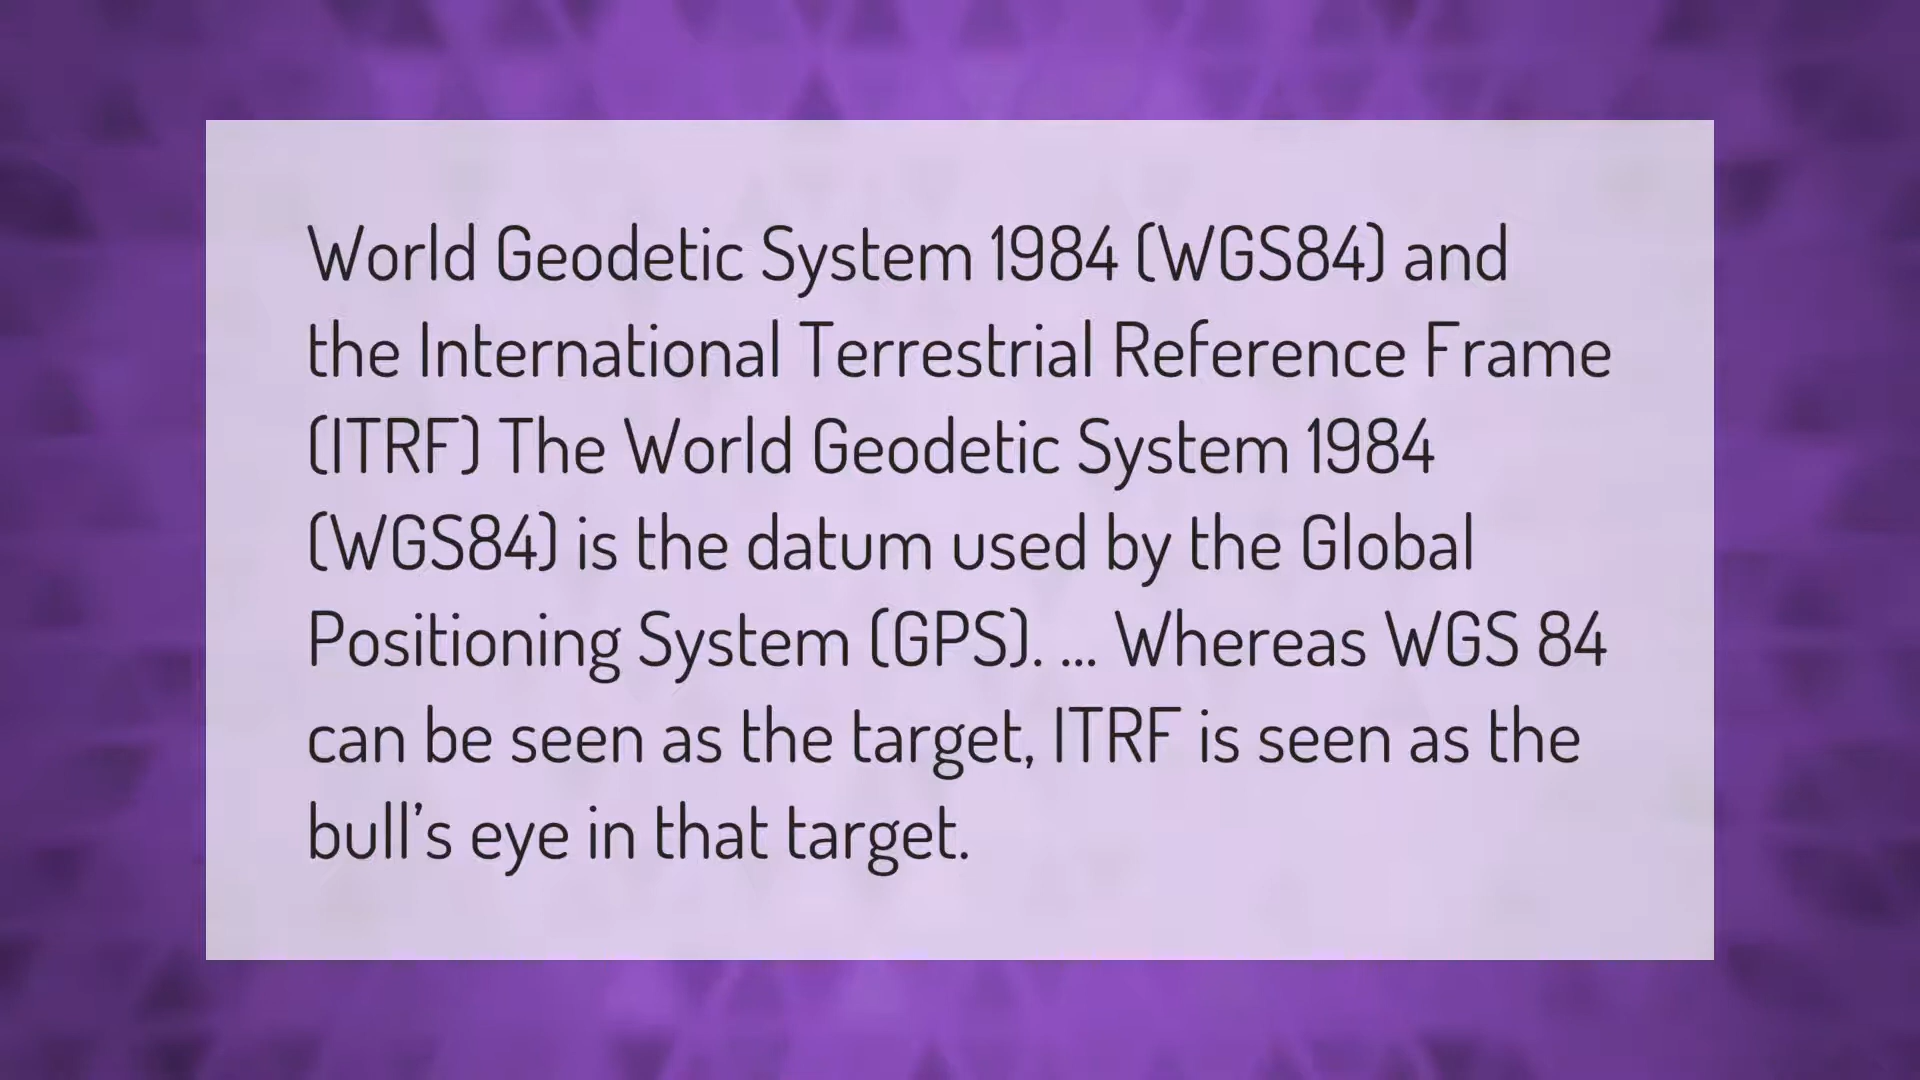 World Geodetic System 1984 (WGS84) and
the International Terrestrial Reference Frame
(ITRF) The World Geodetic System 1984
(WGS84) is the datum used by the Global
Positioning System (GPS). ... Whereas WGS 84
can be seen as the target, ITRF is seen as the
bull's eye in that target.